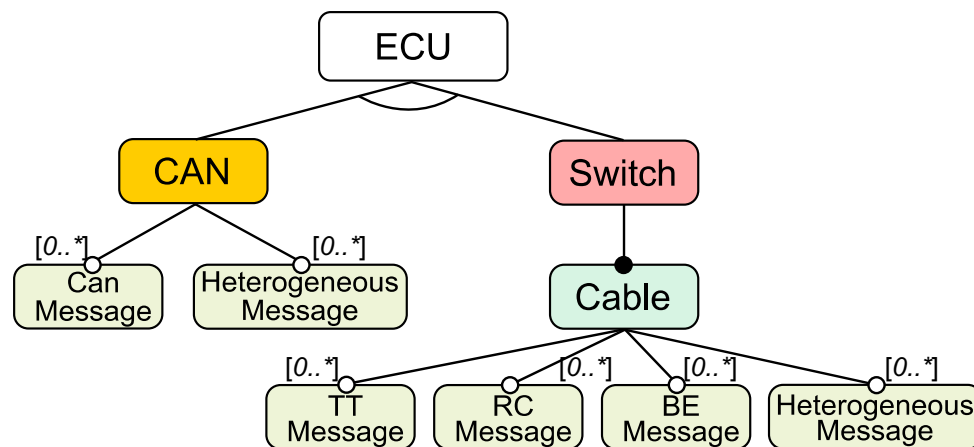 ECU
CAN
Switch
[0..*]
[0..*]
Can
Message
Heterogeneous
Message
Cable
[0..*]
[0..*]
[0..*]
[0..*]
TT
Message
RC
Message
BE
Message
Heterogeneous
Message